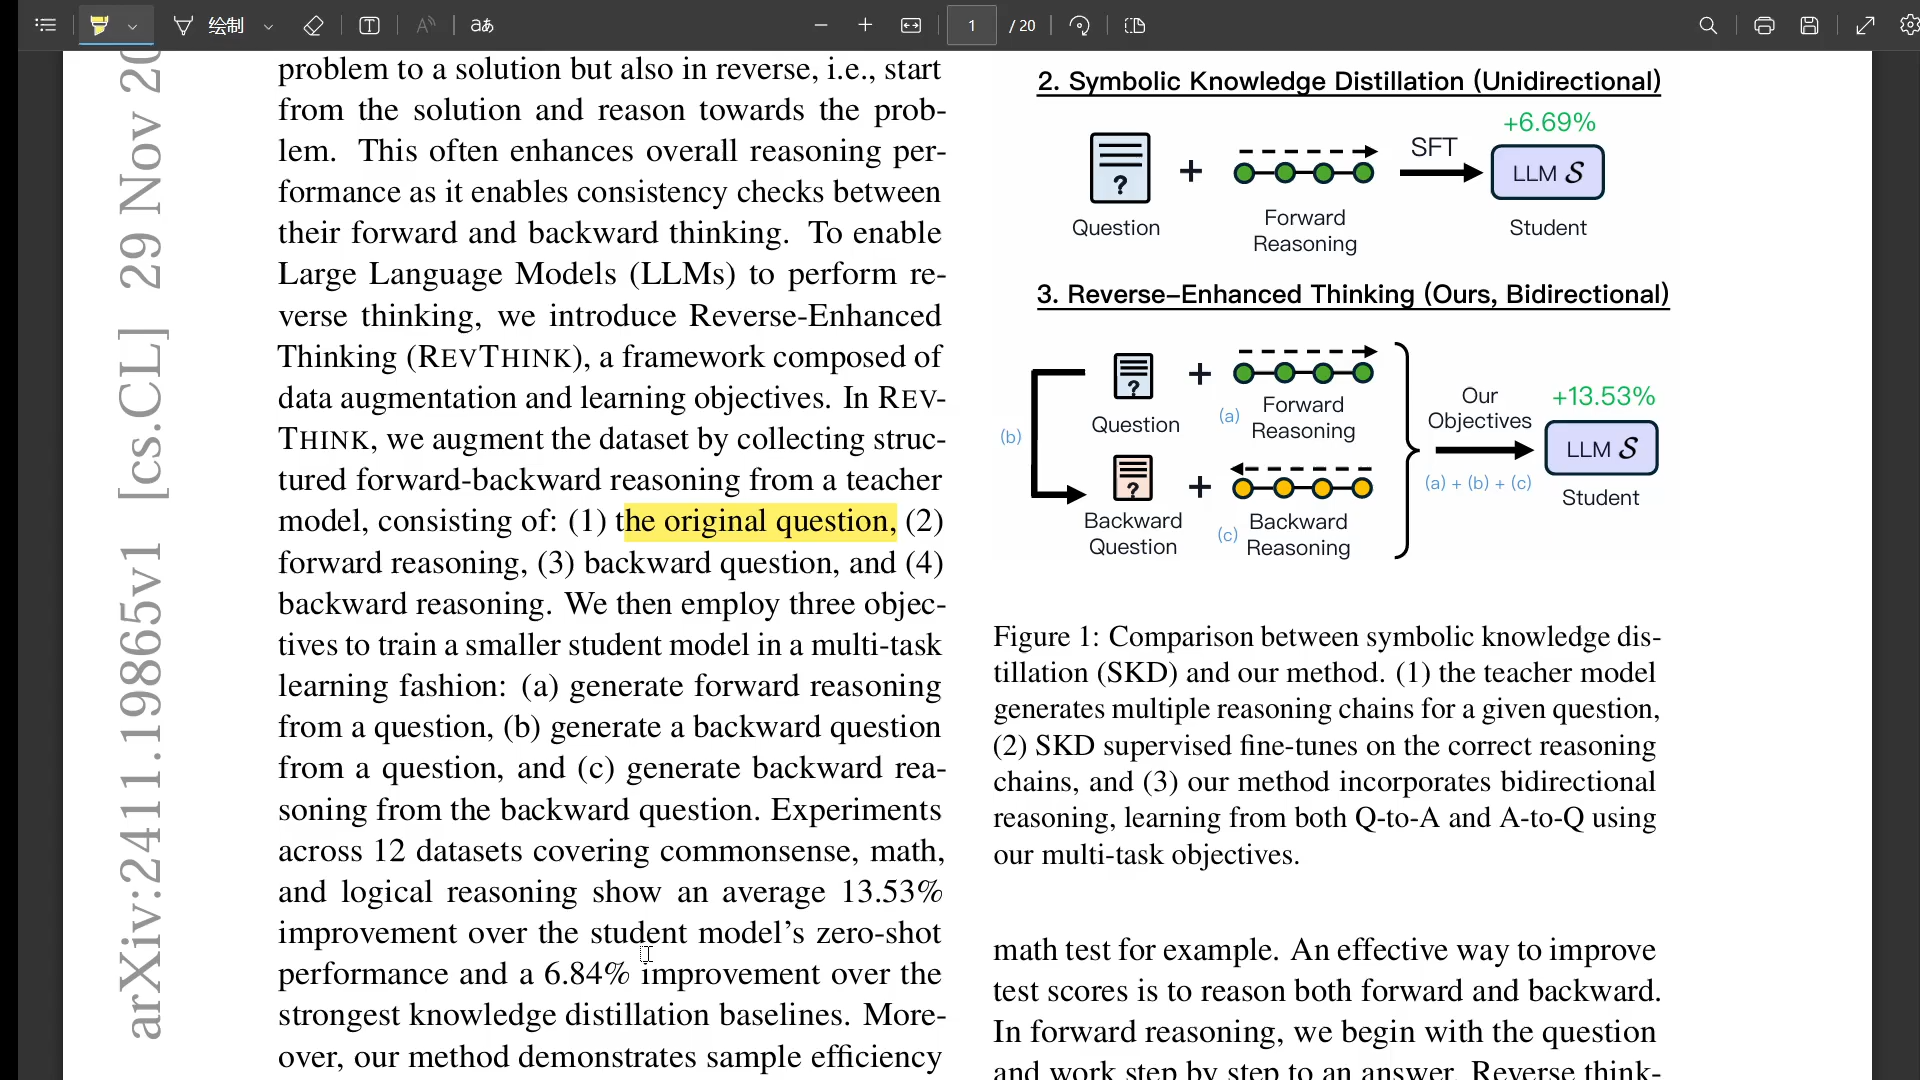 绘制
aあ
1
/ 20
arXiv:2411.19865v1 [cs.CL] 29 Nov 20
problem to a solution but also in reverse, i.e., start
from the solution and reason towards the prob-
lem. This often enhances overall reasoning per-
formance as it enables consistency checks between
their forward and backward thinking. To enable
Large Language Models (LLMs) to perform re-
verse thinking, we introduce Reverse-Enhanced
Thinking (REVTHINK), a framework composed of
data augmentation and learning objectives. In REV-
THINK, we augment the dataset by collecting struc-
tured forward-backward reasoning from a teacher
model, consisting of: (1) the original question, (2)
forward reasoning, (3) backward question, and (4)
backward reasoning. We then employ three objec-
tives to train a smaller student model in a multi-task
learning fashion: (a) generate forward reasoning
from a question, (b) generate a backward question
from a question, and (c) generate backward rea-
soning from the backward question. Experiments
across 12 datasets covering commonsense, math,
and logical reasoning show an average 13.53%
improvement over the student model's zero-shot
performance and a 6.84% improvement over the
strongest knowledge distillation baselines. More-
over, our method demonstrates sample efficiency
2. Symbolic Knowledge Distillation (Unidirectional)
+6.69%
SFT
?
+
LLM S
Question
Forward
Reasoning
Student
3. Reverse-Enhanced Thinking (Ours, Bidirectional)
?
+
Question
(a)
Forward
Reasoning
(b)
Our
Objectives
+13.53%
LLM S
(a) + (b) + (c)
Student
?
+
Backward
Question
(c)
Backward
Reasoning
Figure 1: Comparison between symbolic knowledge dis-
tillation (SKD) and our method. (1) the teacher model
generates multiple reasoning chains for a given question,
(2) SKD supervised fine-tunes on the correct reasoning
chains, and (3) our method incorporates bidirectional
reasoning, learning from both Q-to-A and A-to-Q using
our multi-task objectives.
math test for example. An effective way to improve
test scores is to reason both forward and backward.
In forward reasoning, we begin with the question
and work step by step to an answer. Reverse think-